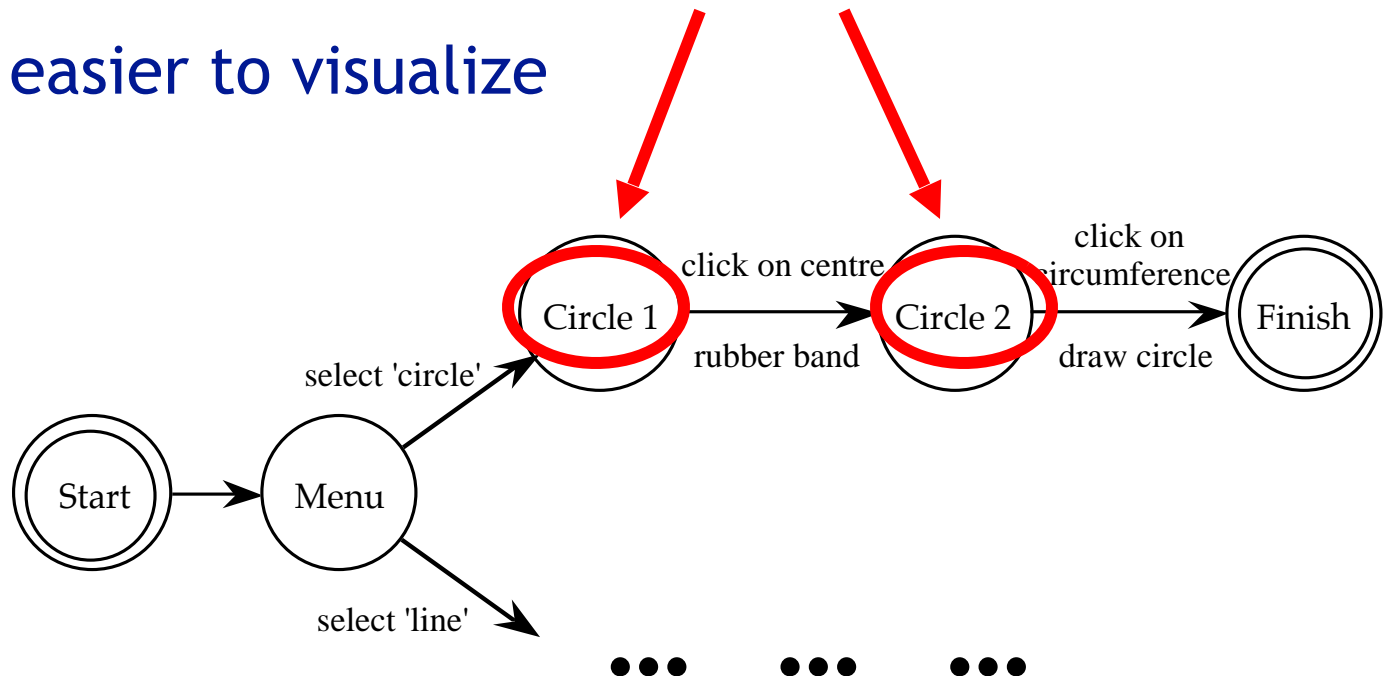 easier to visualize
click on
circumference
click on centre
Circle 1
Circle 2
Finish
rubber band
draw circle
select 'circle'
Start
Menu
select 'line'
••• ••• •••